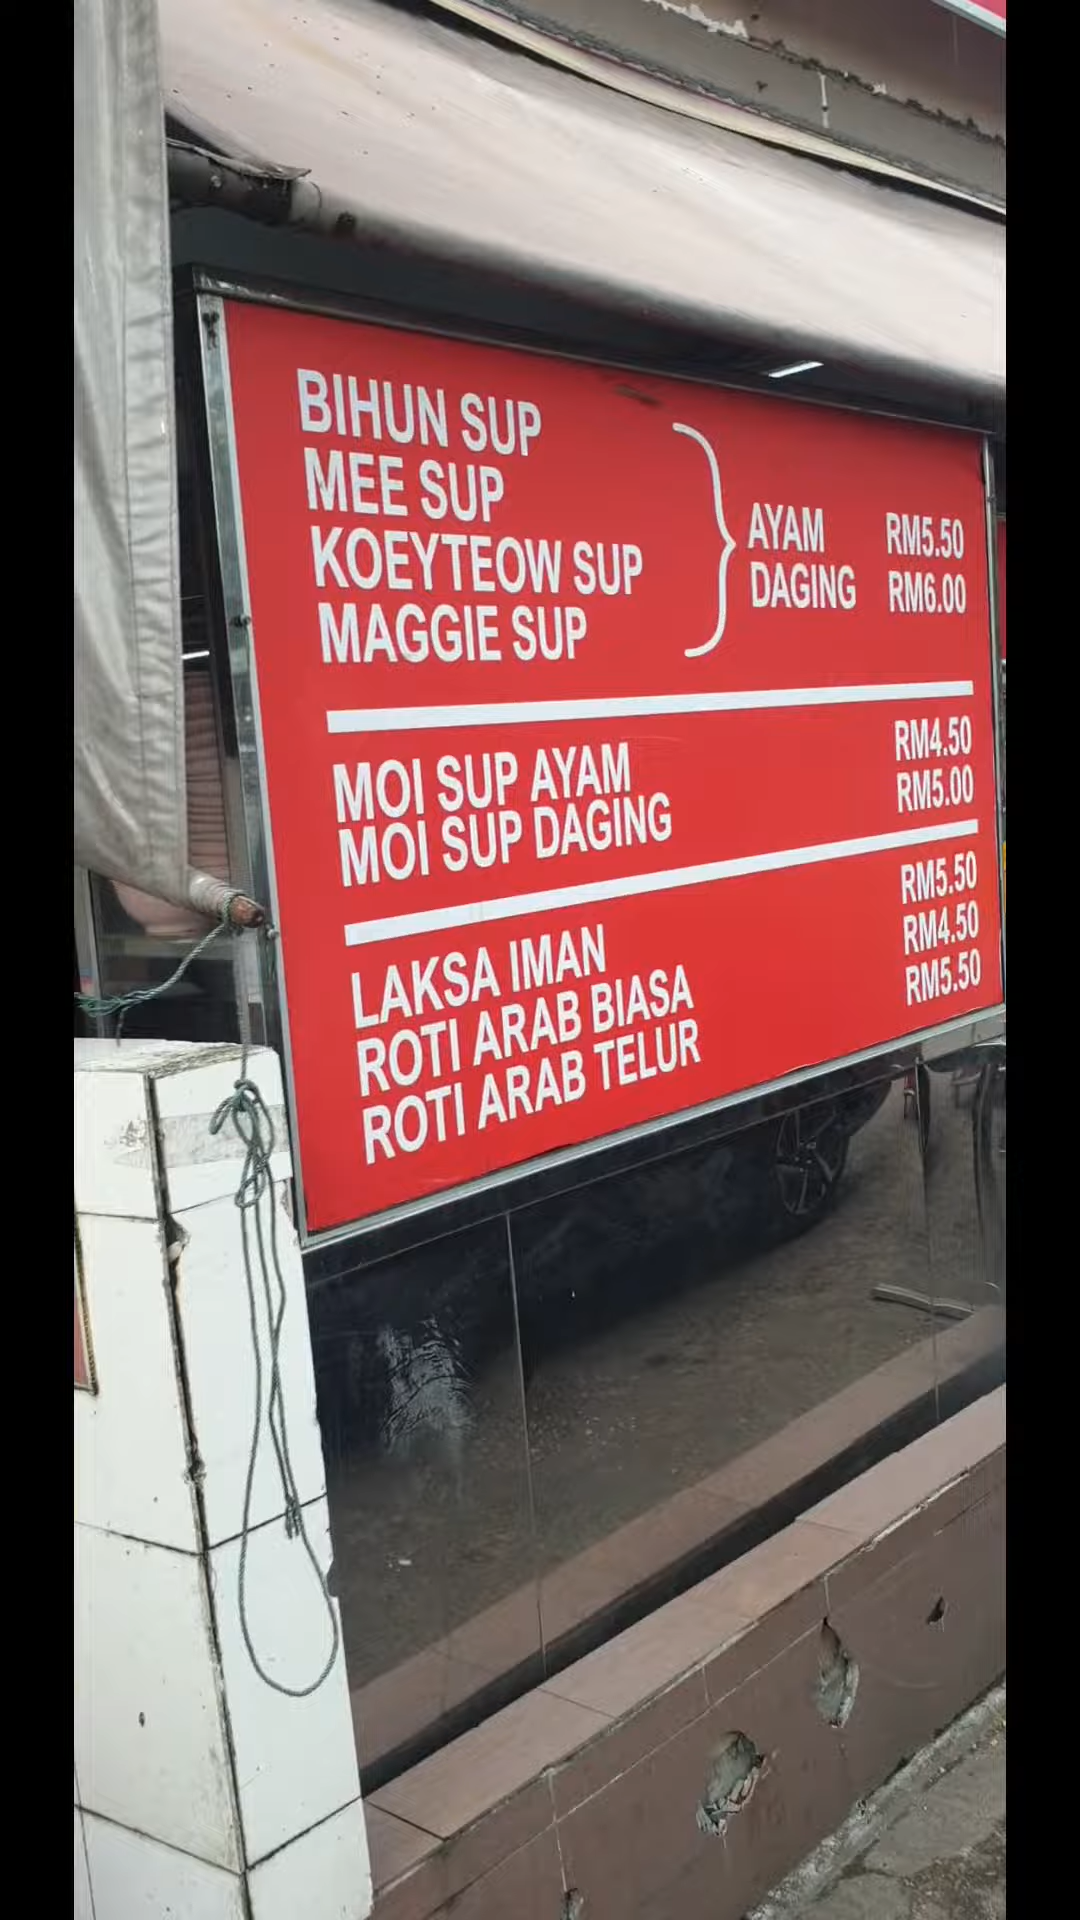 BIHUN SUP
MEE SUP
KOEYTEOW SUP
MAGGIE SUP
AYAM RM5.50
DAGING RM6.00
MOI SUP AYAM RM4.50
MOI SUP DAGING RM5.00
LAKSA IMAN RM5.50
ROTI ARAB BIASA RM4.50
ROTI ARAB TELUR RM5.50